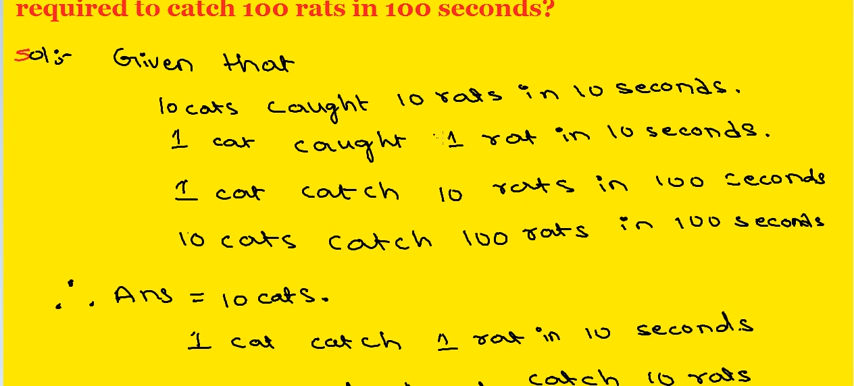 required to catch 100 rats in 100 seconds?
Sol:- Given that
10 cats caught 10 rats in 10 seconds.
1 cat caught 1 rat in 10 seconds.
1 cat catch 10 rats in 100 seconds
10 cats catch 100 rats in 100 seconds
∴ Ans = 10 cats.
1 cat catch 1 rat in 10 seconds
catch 10 rats